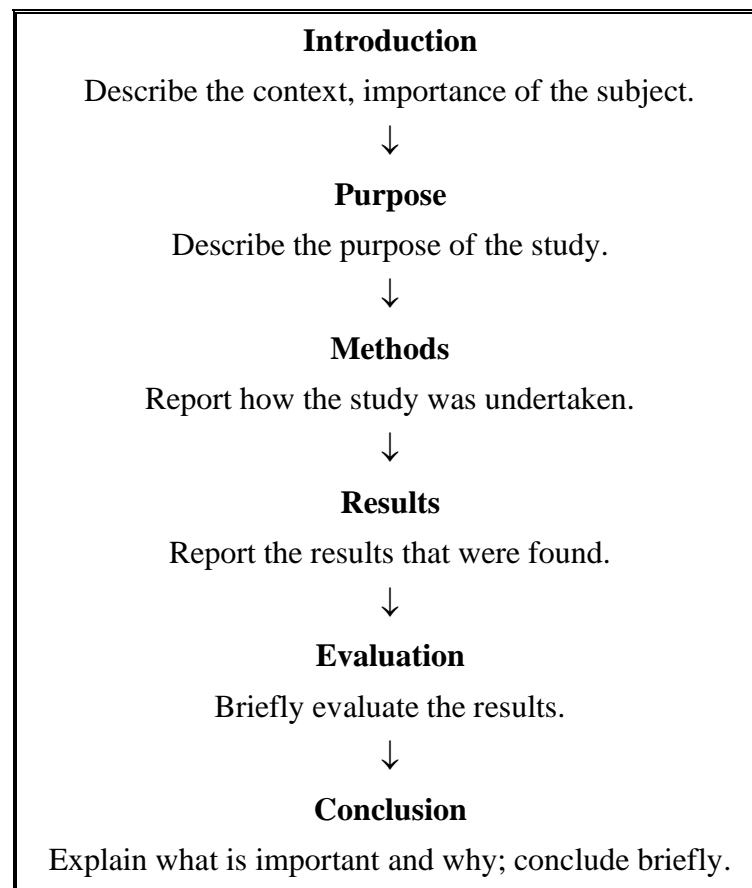 Introduction
Describe the context, importance of the subject.
↓
Purpose
Describe the purpose of the study.
↓
Methods
Report how the study was undertaken.
↓
Results
Report the results that were found.
↓
Evaluation
Briefly evaluate the results.
↓
Conclusion
Explain what is important and why; conclude briefly.